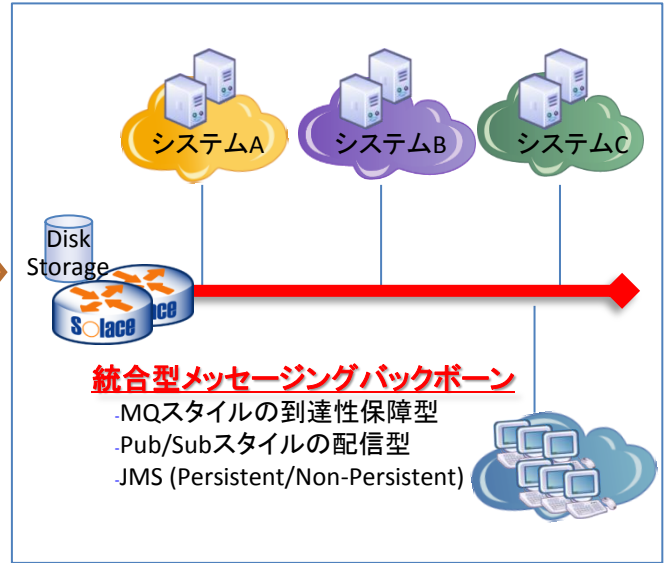 システムA
システムB
システムC
Disk
Storage
Solace
統合型メッセージングバックボーン
-MQスタイルの到達性保障型
-Pub/Subスタイルの配信型
-JMS (Persistent/Non-Persistent)